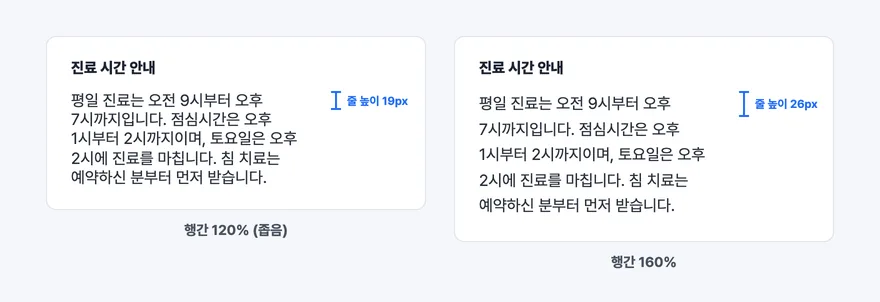 진료 시간 안내
평일 진료는 오전 9시부터 오후
7시까지입니다. 점심시간은 오후
1시부터 2시까지이며, 토요일은 오후
2시에 진료를 마칩니다. 침 치료는
예약하신 분부터 먼저 받습니다.
줄 높이 19px
행간 120% (좁음)
진료 시간 안내
평일 진료는 오전 9시부터 오후
7시까지입니다. 점심시간은 오후
1시부터 2시까지이며, 토요일은 오후
2시에 진료를 마칩니다. 침 치료는
예약하신 분부터 먼저 받습니다.
줄 높이 26px
행간 160%